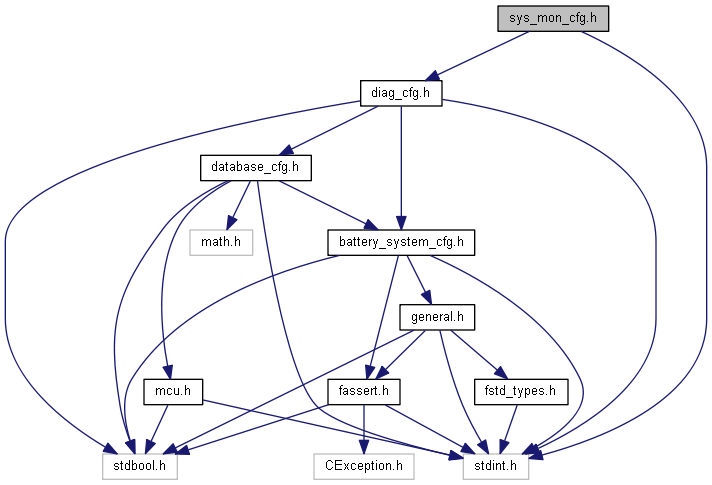 sys_mon_cfg.h
diag_cfg.h
database_cfg.h
math.h
battery_system_cfg.h
general.h
mcu.h
fassert.h
fstd_types.h
stdbool.h
CException.h
stdint.h